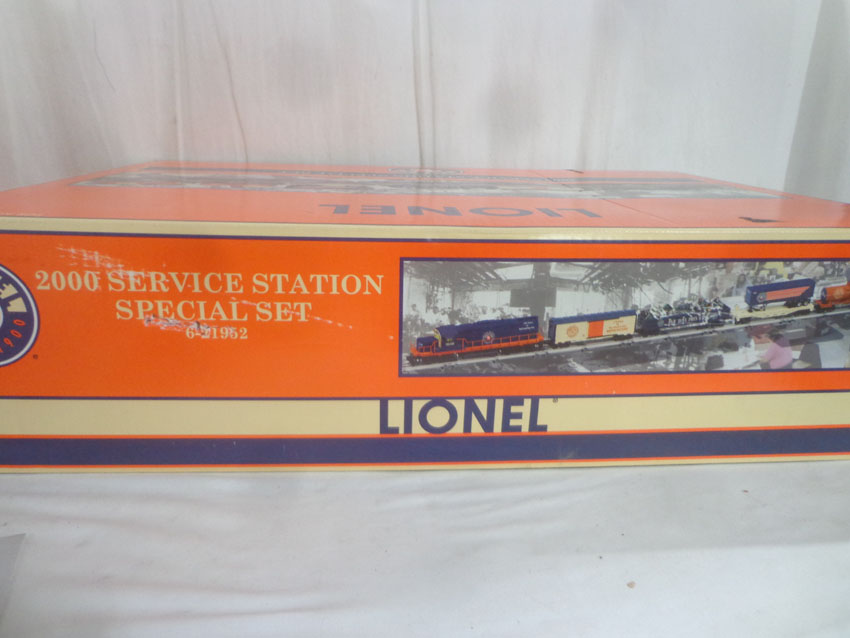 LIONEL
2000 SERVICE STATION
SPECIAL SET
6-21952
LIONEL